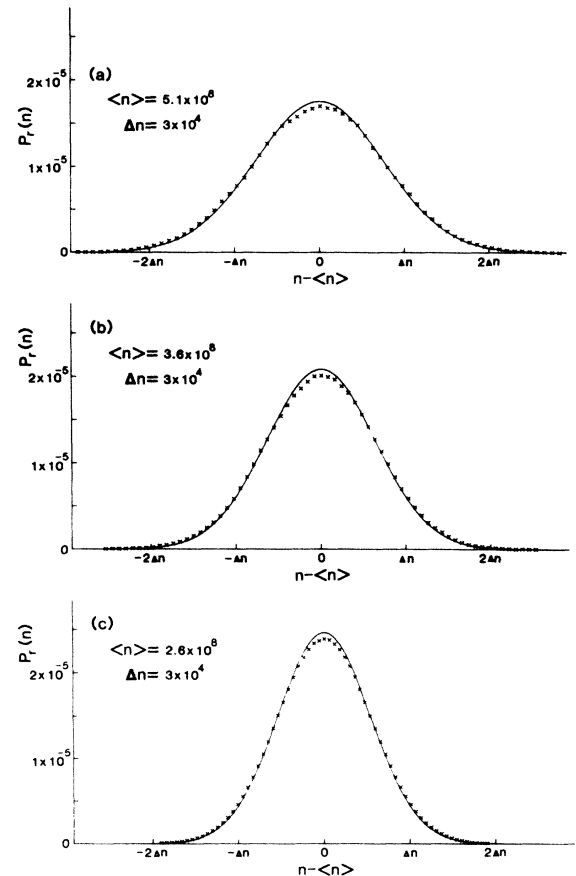 (a)
<n>= 5.1x10⁸
Δn= 3x10⁴
Pᵣ(n)
2x10⁻⁵
1x10⁻⁵
0
-2Δn -Δn 0 Δn 2Δn
n-<n>
(b)
<n>= 3.6x10⁸
Δn= 3x10⁴
Pᵣ(n)
2x10⁻⁵
1x10⁻⁵
0
-2Δn -Δn 0 Δn 2Δn
n-<n>
(c)
<n>= 2.6x10⁸
Δn= 3x10⁴
Pᵣ(n)
2x10⁻⁵
1x10⁻⁵
0
-2Δn -Δn 0 Δn 2Δn
n-<n>